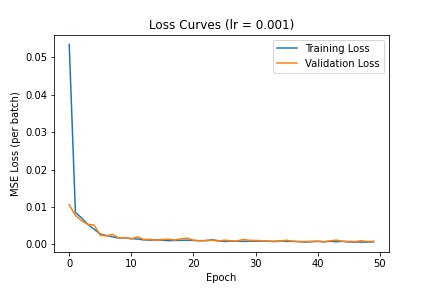 Loss Curves (lr = 0.001)
Training Loss
Validation Loss
MSE Loss (per batch)
0.05
0.04
0.03
0.02
0.01
0.00
0 10 20 30 40 50
Epoch